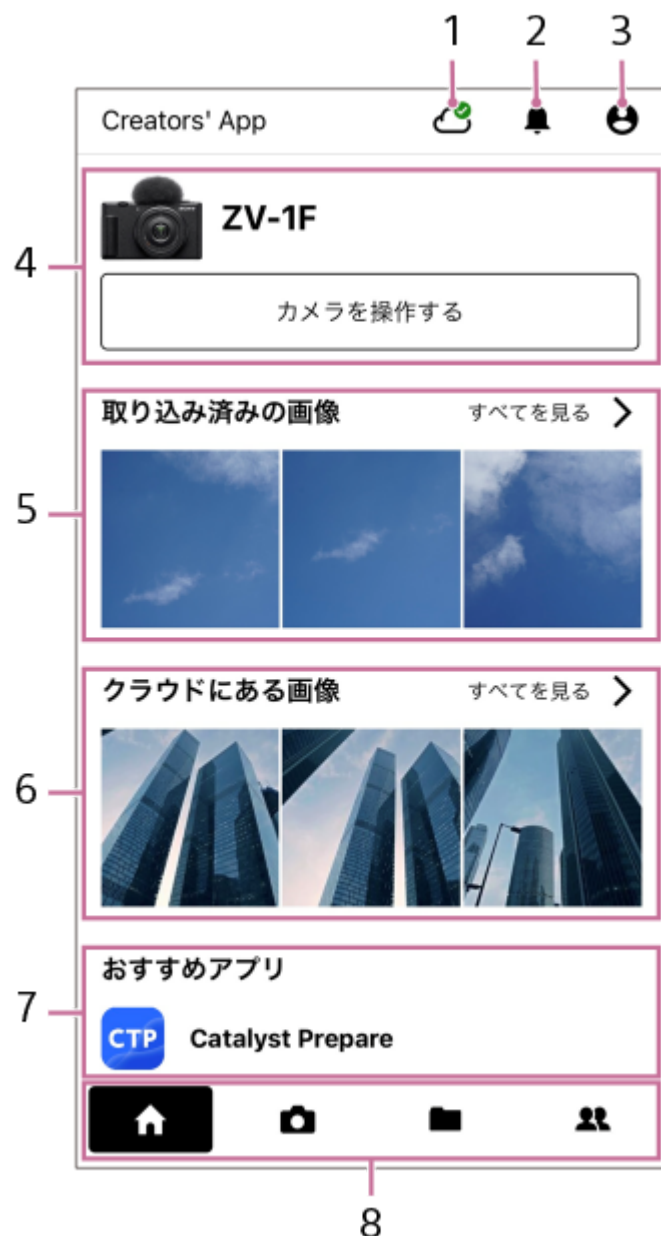 1 2 3
Creators' App
4
ZV-1F
カメラを操作する
5
取り込み済みの画像 すべてを見る
6
クラウドにある画像 すべてを見る
7
おすすめアプリ
CTP Catalyst Prepare
8